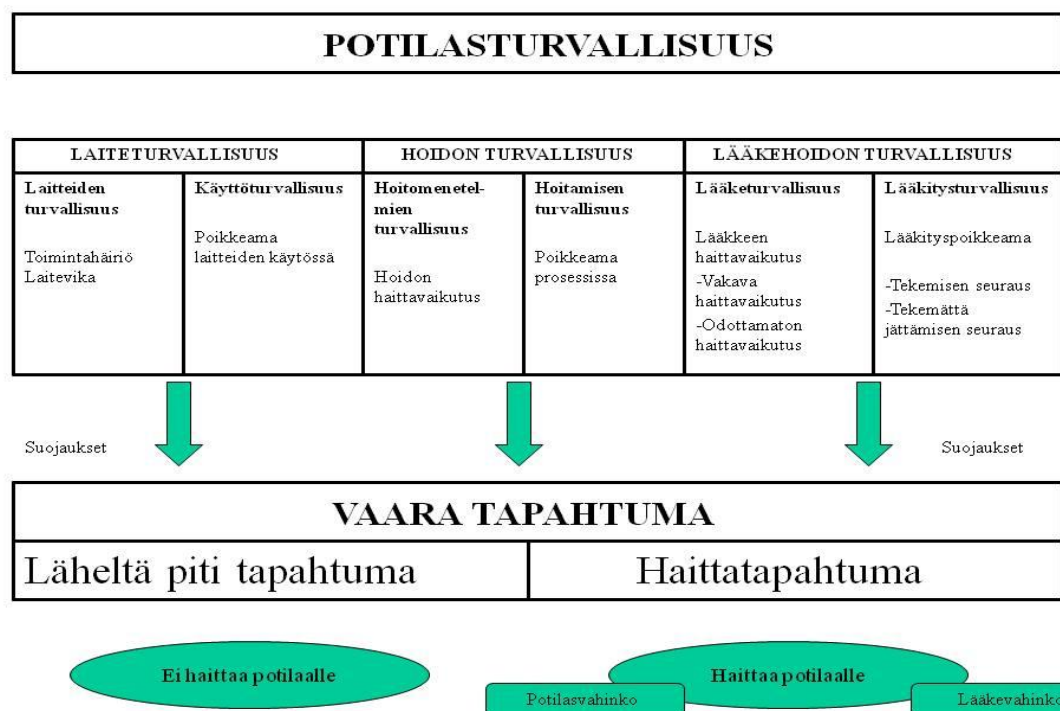 POTILASTURVALLISUUS
LAITETURVALLISUUS
HOIDON TURVALLISUUS
LÄÄKEHOIDON TURVALLISUUS
Laitteiden
turvallisuus
Toimintahäiriö
Laitevika
Käyttöturvallisuus
Poikkeama
laitteiden käytössä
Hoitomenetel-
mien
turvallisuus
Hoidon
haittavaikutus
Hoitamisen
turvallisuus
Poikkeama
prosessissa
Lääketurvallisuus
Lääkkeen
haittavaikutus
-Vakava
haittavaikutus
-Odottamaton
haittavaikutus
Lääkitysturvallisuus
Lääkityspoikkeama
-Tekemisen seuraus
-Tekemättä
jättämisen seuraus
Suojaukset
Suojaukset
VAARA TAPAHTUMA
Läheltä piti tapahtuma
Haittatapahtuma
Ei haittaa potilaalle
Haittaa potilaalle
Potilasvahinko
Lääkevahinko